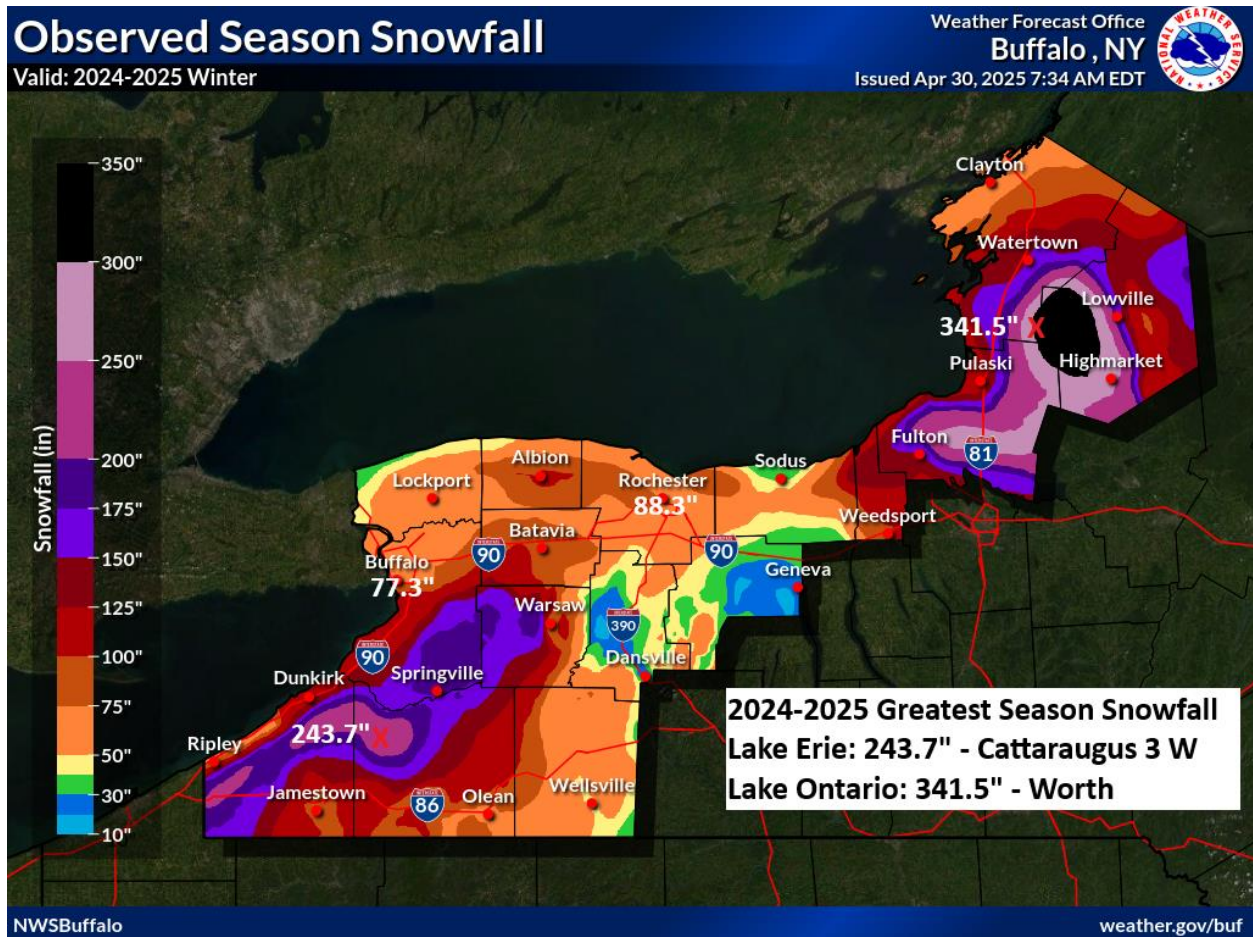 Observed Season Snowfall
Valid: 2024-2025 Winter
Weather Forecast Office
Buffalo , NY
Issued Apr 30, 2025 7:34 AM EDT
NATIONAL WEATHER SERVICE
350"
300"
250"
200"
175"
150"
125"
100"
75"
50"
30"
10"
Snowfall (in)
Clayton
Watertown
Lowville
341.5" X
Pulaski
Highmarket
Fulton
81
Albion
Sodus
Lockport
Rochester
88.3"
Weedsport
Batavia
90
90
Buffalo
77.3"
Geneva
Warsaw
390
90
Dansville
Dunkirk
Springville
243.7" X
Ripley
Jamestown
86
Olean
Wellsville
2024-2025 Greatest Season Snowfall
Lake Erie: 243.7" - Cattaraugus 3 W
Lake Ontario: 341.5" - Worth
NWSBuffalo
weather.gov/buf